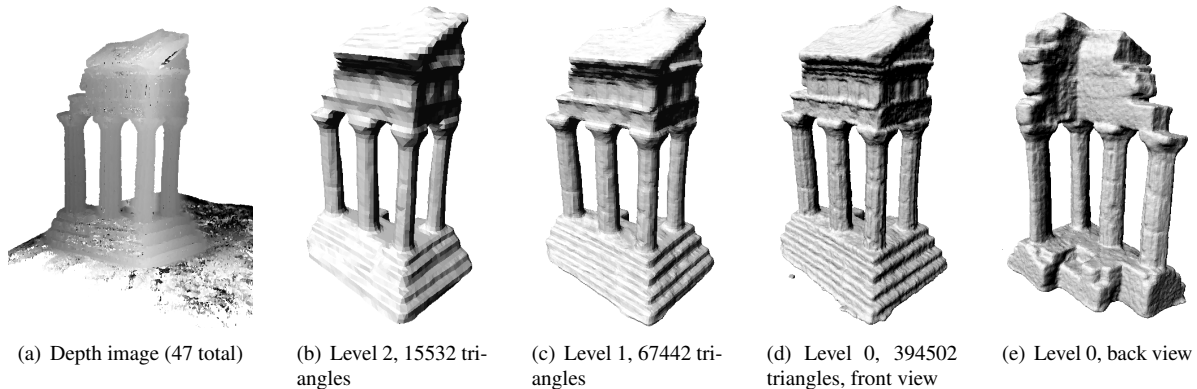 (a) Depth image (47 total)
(b) Level 2, 15532 tri-
angles
(c) Level 1, 67442 tri-
angles
(d) Level 0, 394502
triangles, front view
(e) Level 0, back view